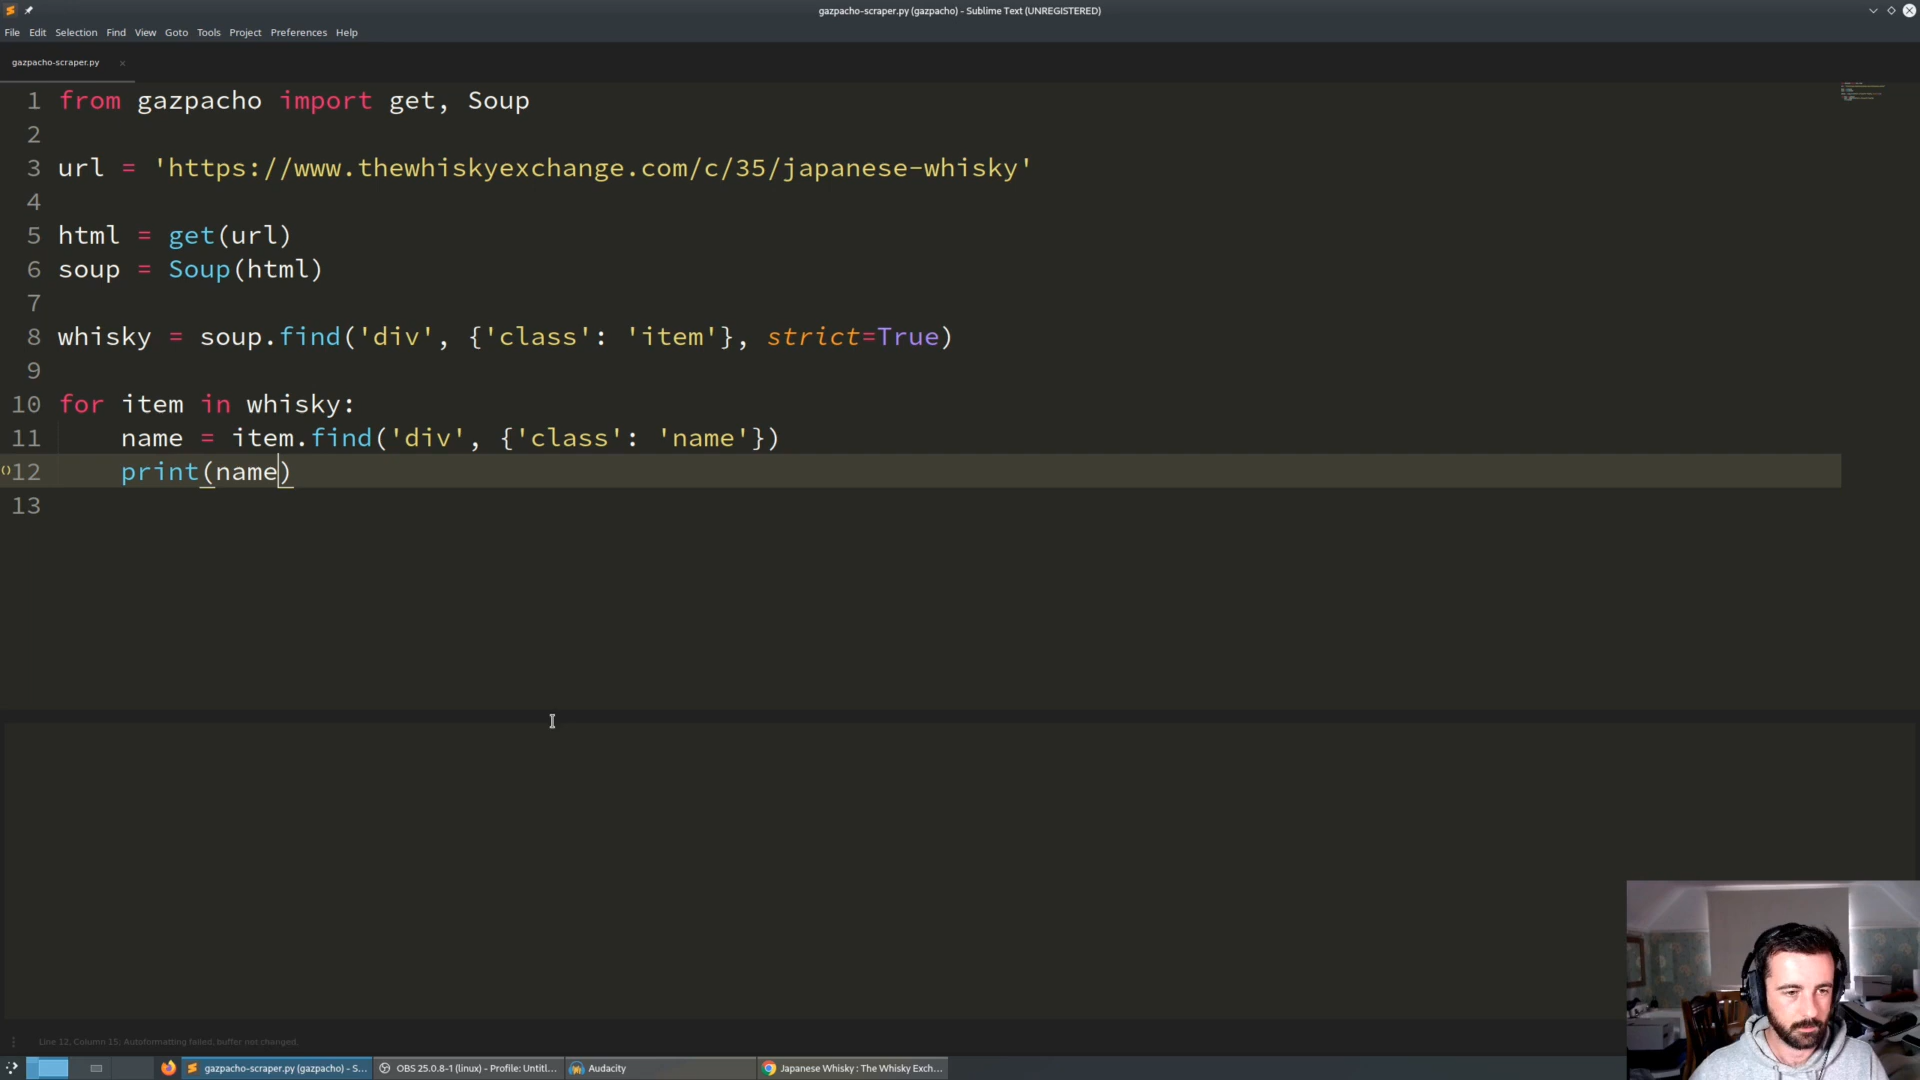 gazpacho-scraper.py (gazpacho) - Sublime Text (UNREGISTERED)
File Edit Selection Find View Goto Tools Project Preferences Help
gazpacho-scraper.py ×
1 from gazpacho import get, Soup
2
3 url = 'https://www.thewhiskyexchange.com/c/35/japanese-whisky'
4
5 html = get(url)
6 soup = Soup(html)
7
8 whisky = soup.find('div', {'class': 'item'}, strict=True)
9
10 for item in whisky:
11 name = item.find('div', {'class': 'name'})
12 print(name)
13
Line 12, Column 15; Autoformatting failed, buffer not changed.
gazpacho-scraper.py (gazpacho) - S... OBS 25.0.8-1 (linux) - Profile: Untitl... Audacity Japanese Whisky : The Whisky Exch...